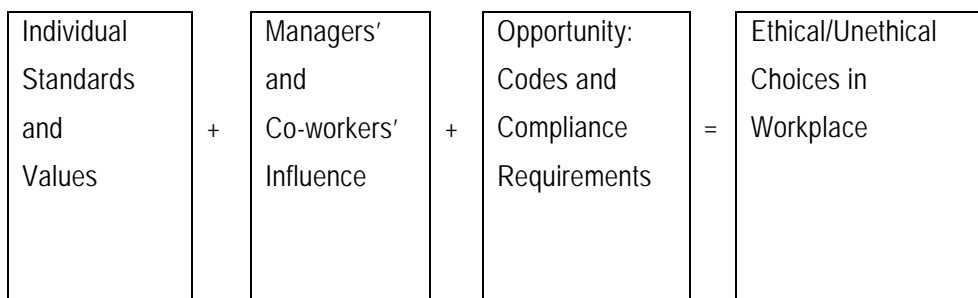 Individual
Standards
and
Values
+
Managers’
and
Co-workers’
Influence
+
Opportunity:
Codes and
Compliance
Requirements
=
Ethical/Unethical
Choices in
Workplace